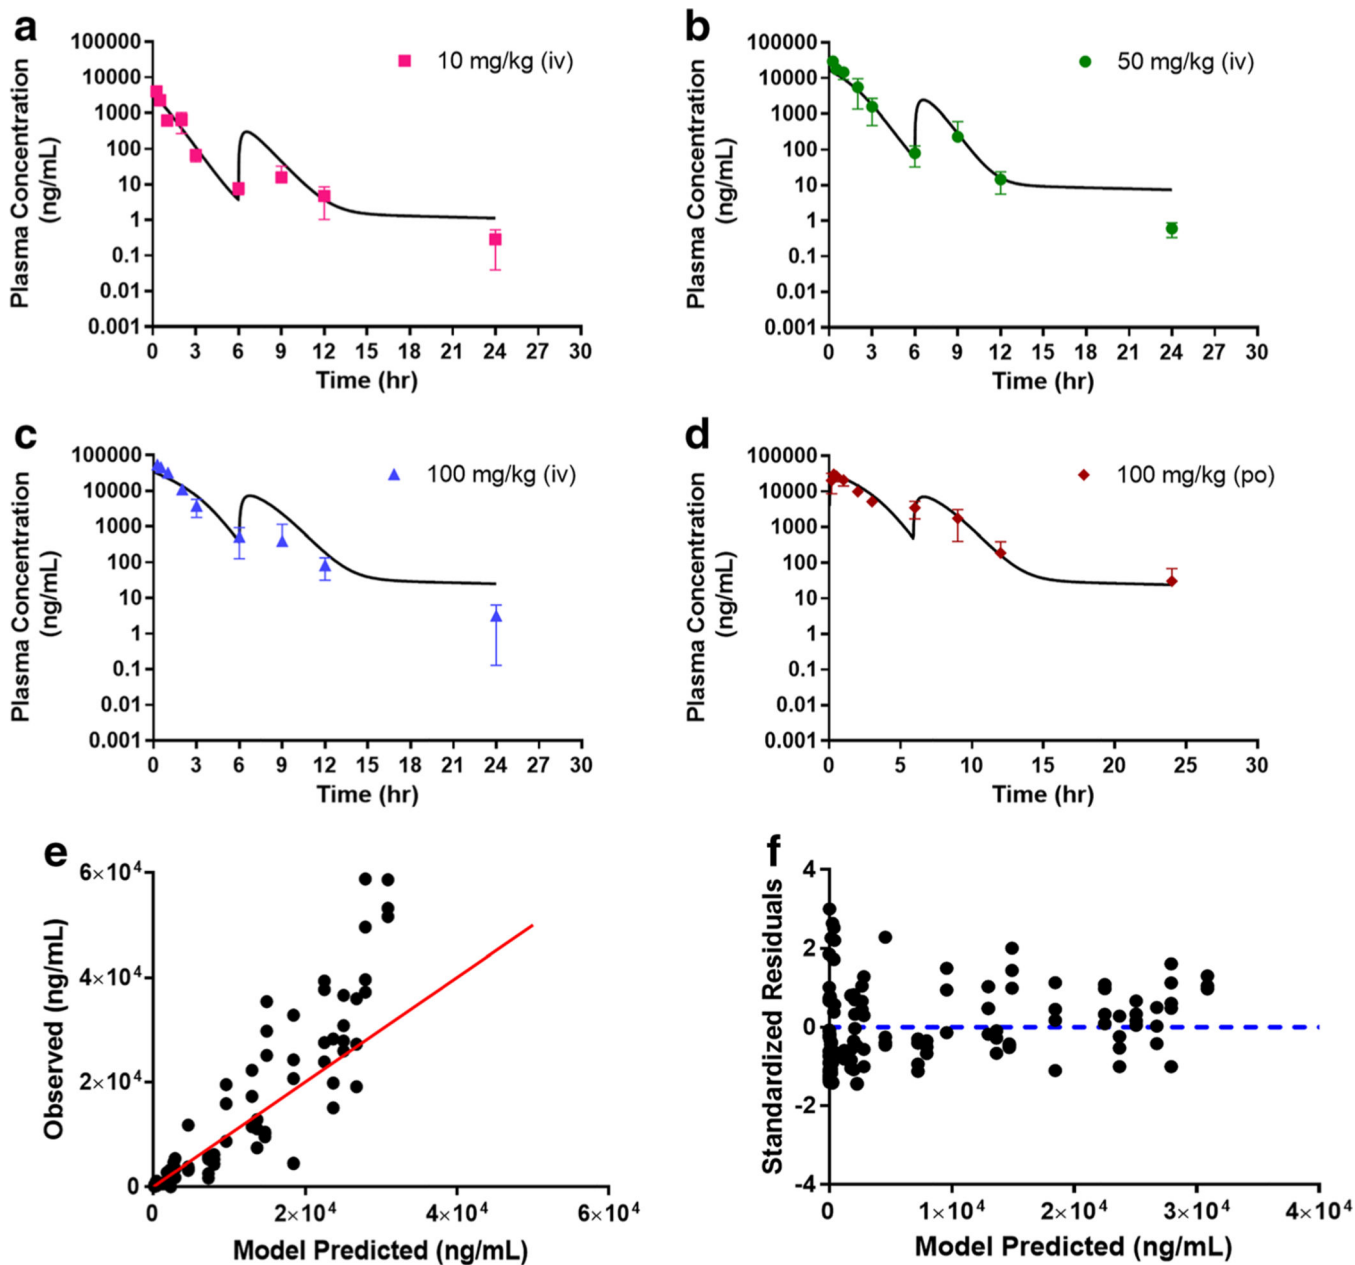 a
100000
10000
1000
100
10
1
0.1
0.01
0.001
Plasma Concentration
(ng/mL)
10 mg/kg (iv)
0 3 6 9 12 15 18 21 24 27 30
Time (hr)
b
100000
10000
1000
100
10
1
0.1
0.01
0.001
Plasma Concentration
(ng/mL)
50 mg/kg (iv)
0 3 6 9 12 15 18 21 24 27 30
Time (hr)
c
100000
10000
1000
100
10
1
0.1
0.01
0.001
Plasma Concentration
(ng/mL)
100 mg/kg (iv)
0 3 6 9 12 15 18 21 24 27 30
Time (hr)
d
100000
10000
1000
100
10
1
0.1
0.01
0.001
Plasma Concentration
(ng/mL)
100 mg/kg (po)
0 5 10 15 20 25 30
Time (hr)
e
6×10⁴
4×10⁴
2×10⁴
0
Observed (ng/mL)
0 2×10⁴ 4×10⁴ 6×10⁴
Model Predicted (ng/mL)
f
4
2
0
-2
-4
Standardized Residuals
0 1×10⁴ 2×10⁴ 3×10⁴ 4×10⁴
Model Predicted (ng/mL)